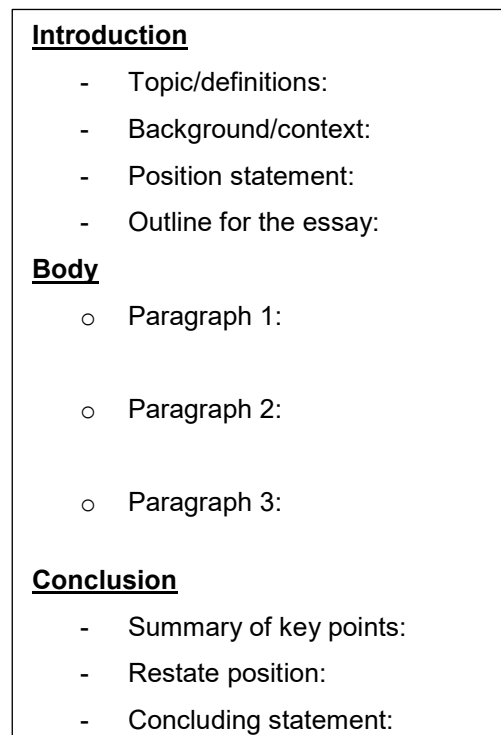 Introduction
- Topic/definitions:
- Background/context:
- Position statement:
- Outline for the essay:
Body
o Paragraph 1:
o Paragraph 2:
o Paragraph 3:
Conclusion
- Summary of key points:
- Restate position:
- Concluding statement: